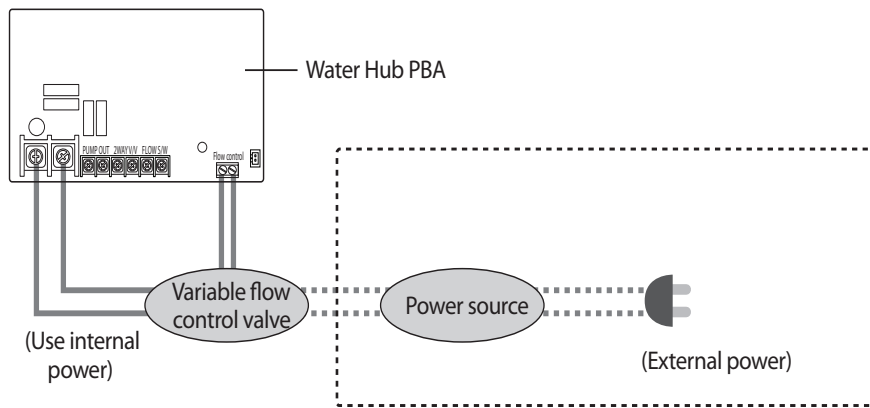 Water Hub PBA
PUMP OUT 2WAY V/V FLOW S/W
Flow control
Variable flow
control valve
Power source
(Use internal
power)
(External power)